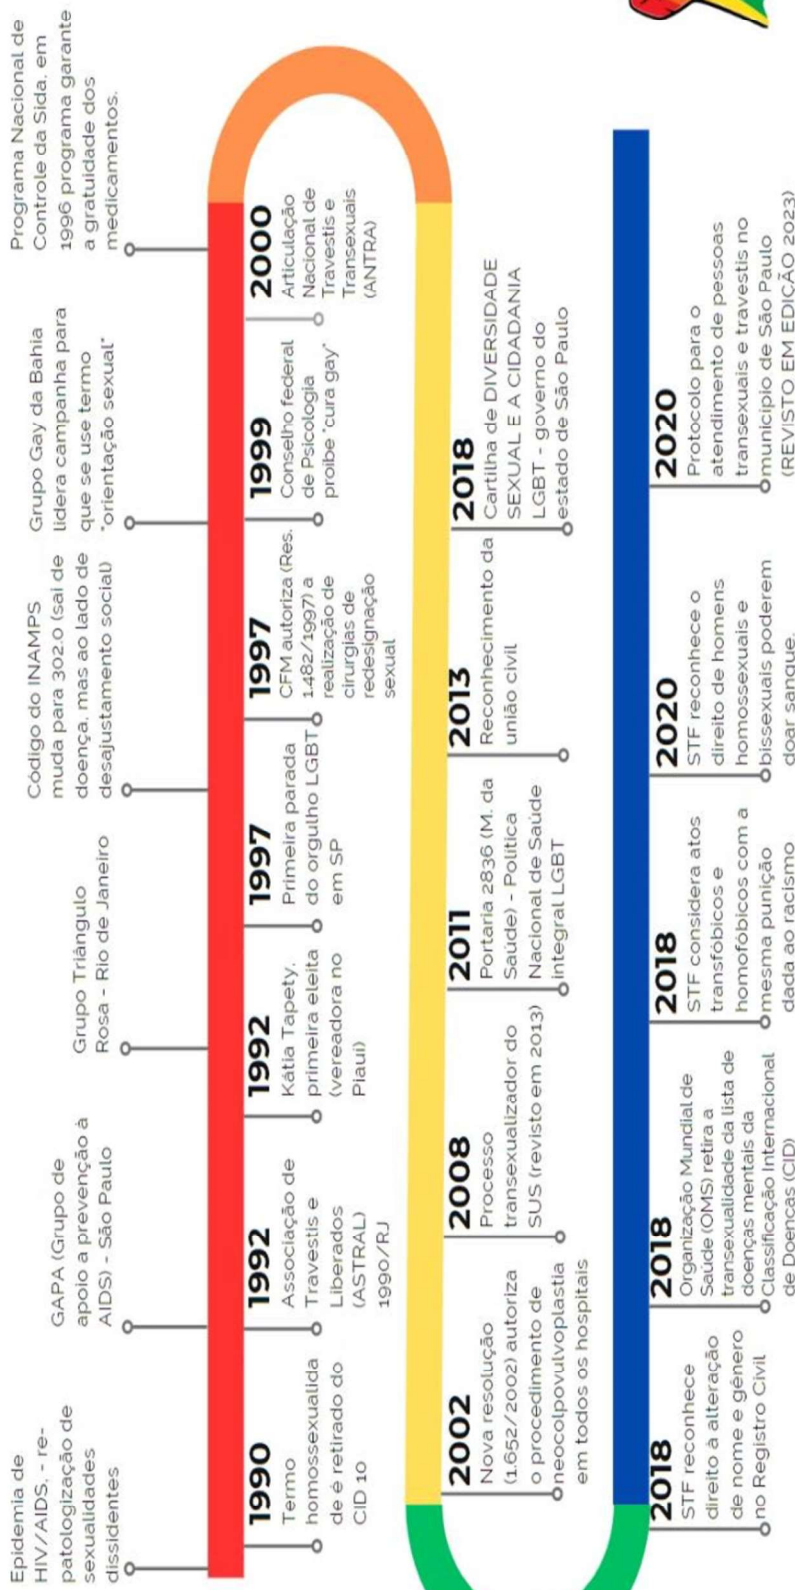 Epidemia de
HIV/AIDS, - re-
patologização de
sexualidades
dissidentes
GAPA (Grupo de
apoio a prevenção à
AIDS) - São Paulo
Grupo Triângulo
Rosa - Rio de Janeiro
Código do INAMPS
muda para 302.0 (sai de
doença, mas ao lado de
desajustamento social)
Grupo Gay da Bahia
lidera campanha para
que se use termo
"orientação sexual"
Programa Nacional de
Controle da Sida, em
1996 programa garante
a gratuidade dos
medicamentos.
1990
Termo
homossexualida
de é retirado do
CID 10
1992
Associação de
Travestis e
Liberados
(ASTRAL)
1990/RJ
1992
Kátia Tapety,
primeira eleita
(vereadora no
Piauí)
1997
Primeira parada
do orgulho LGBT
em SP
1997
CFM autoriza (Res.
1.482/1997) a
realização de
cirurgias de
redesignação
sexual
1999
Conselho federal
de Psicologia
proibe "cura gay"
2000
Articulação
Nacional de
Travestis e
Transexuais
(ANTRA)
2002
Nova resolução
(1.652/2002) autoriza
o procedimento de
neocolpovulvoplastia
em todos os hospitais
2008
Processo
transexualizador do
SUS (revisto em 2013)
2011
Portaria 2836 (M. da
Saúde) - Política
Nacional de Saúde
integral LGBT
2013
Reconhecimento da
união civil
2018
Cartilha de DIVERSIDADE
SEXUAL E A CIDADANIA
LGBT - governo do
estado de São Paulo
2018
STF reconhece
direito à alteração
de nome e gênero
no Registro Civil
2018
Organização Mundial de
Saúde (OMS) retira a
transexualidade da lista de
doenças mentais da
Classificação Internacional
de Doenças (CID)
2018
STF considera atos
transfóbicos e
homofóbicos com a
mesma punição
dada ao racismo
2020
STF reconhece o
direito de homens
homossexuais e
bissexuais poderem
doar sangue.
2020
Protocolo para o
atendimento de pessoas
transexuais e travestis no
município de São Paulo
(REVISTO EM EDIÇÃO 2023)